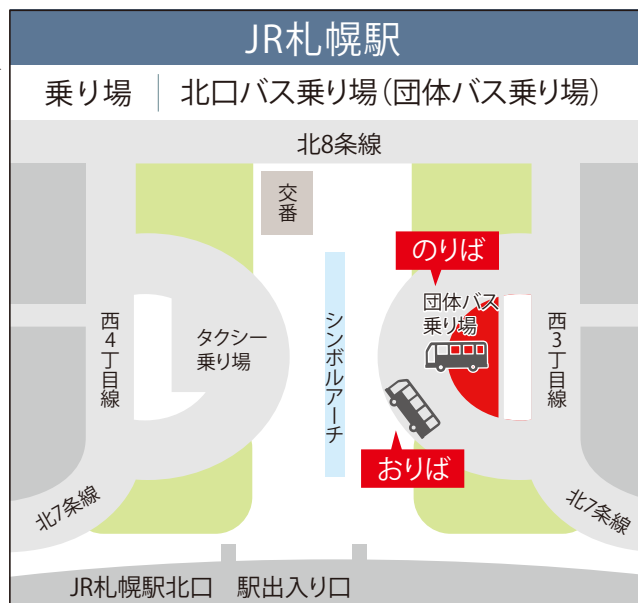 JR札幌駅
乗り場 | 北口バス乗り場(団体バス乗り場)
北8条線
交番
のりば
団体バス
乗り場
西4丁目線
タクシー
乗り場
シンボルアーチ
西3丁目線
おりば
北7条線
北7条線
JR札幌駅北口 駅出入り口